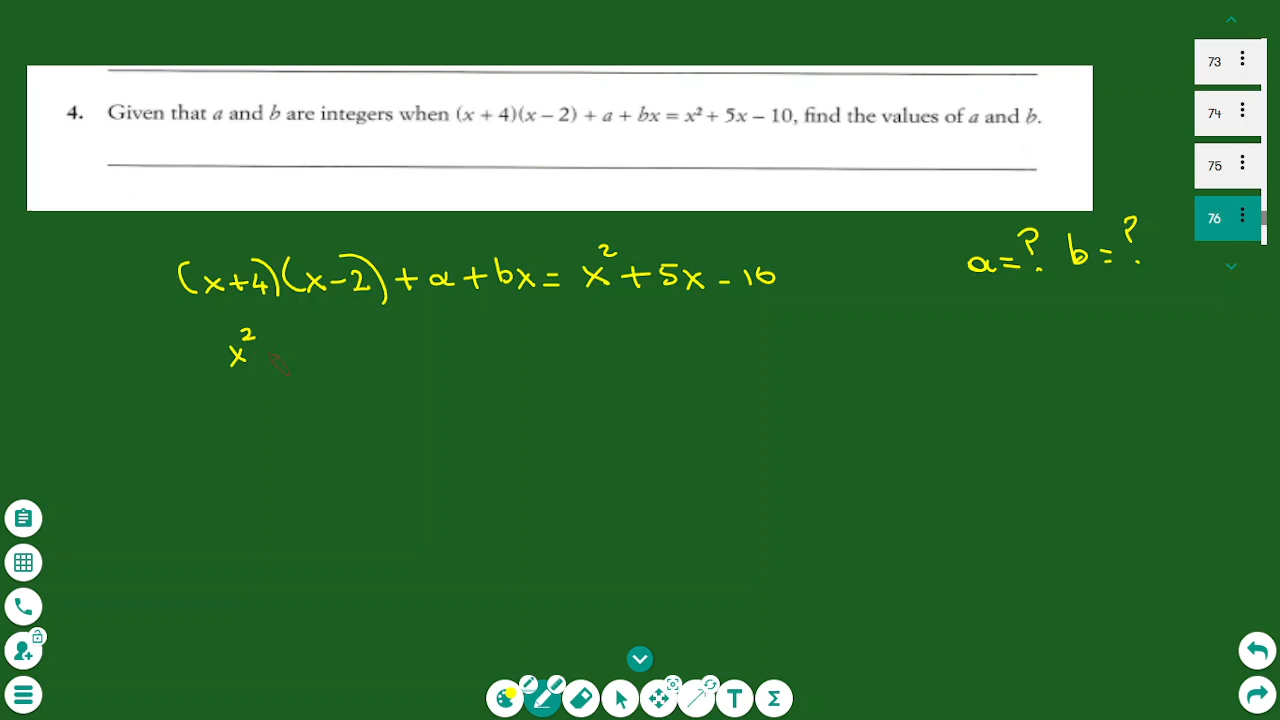 73
74
75
76
4. Given that a and b are integers when (x + 4)(x – 2) + a + bx = x² + 5x – 10, find the values of a and b.
a=? b=?
(x+4)(x-2)+a+bx= x²+5x-10
x²
T
Σ